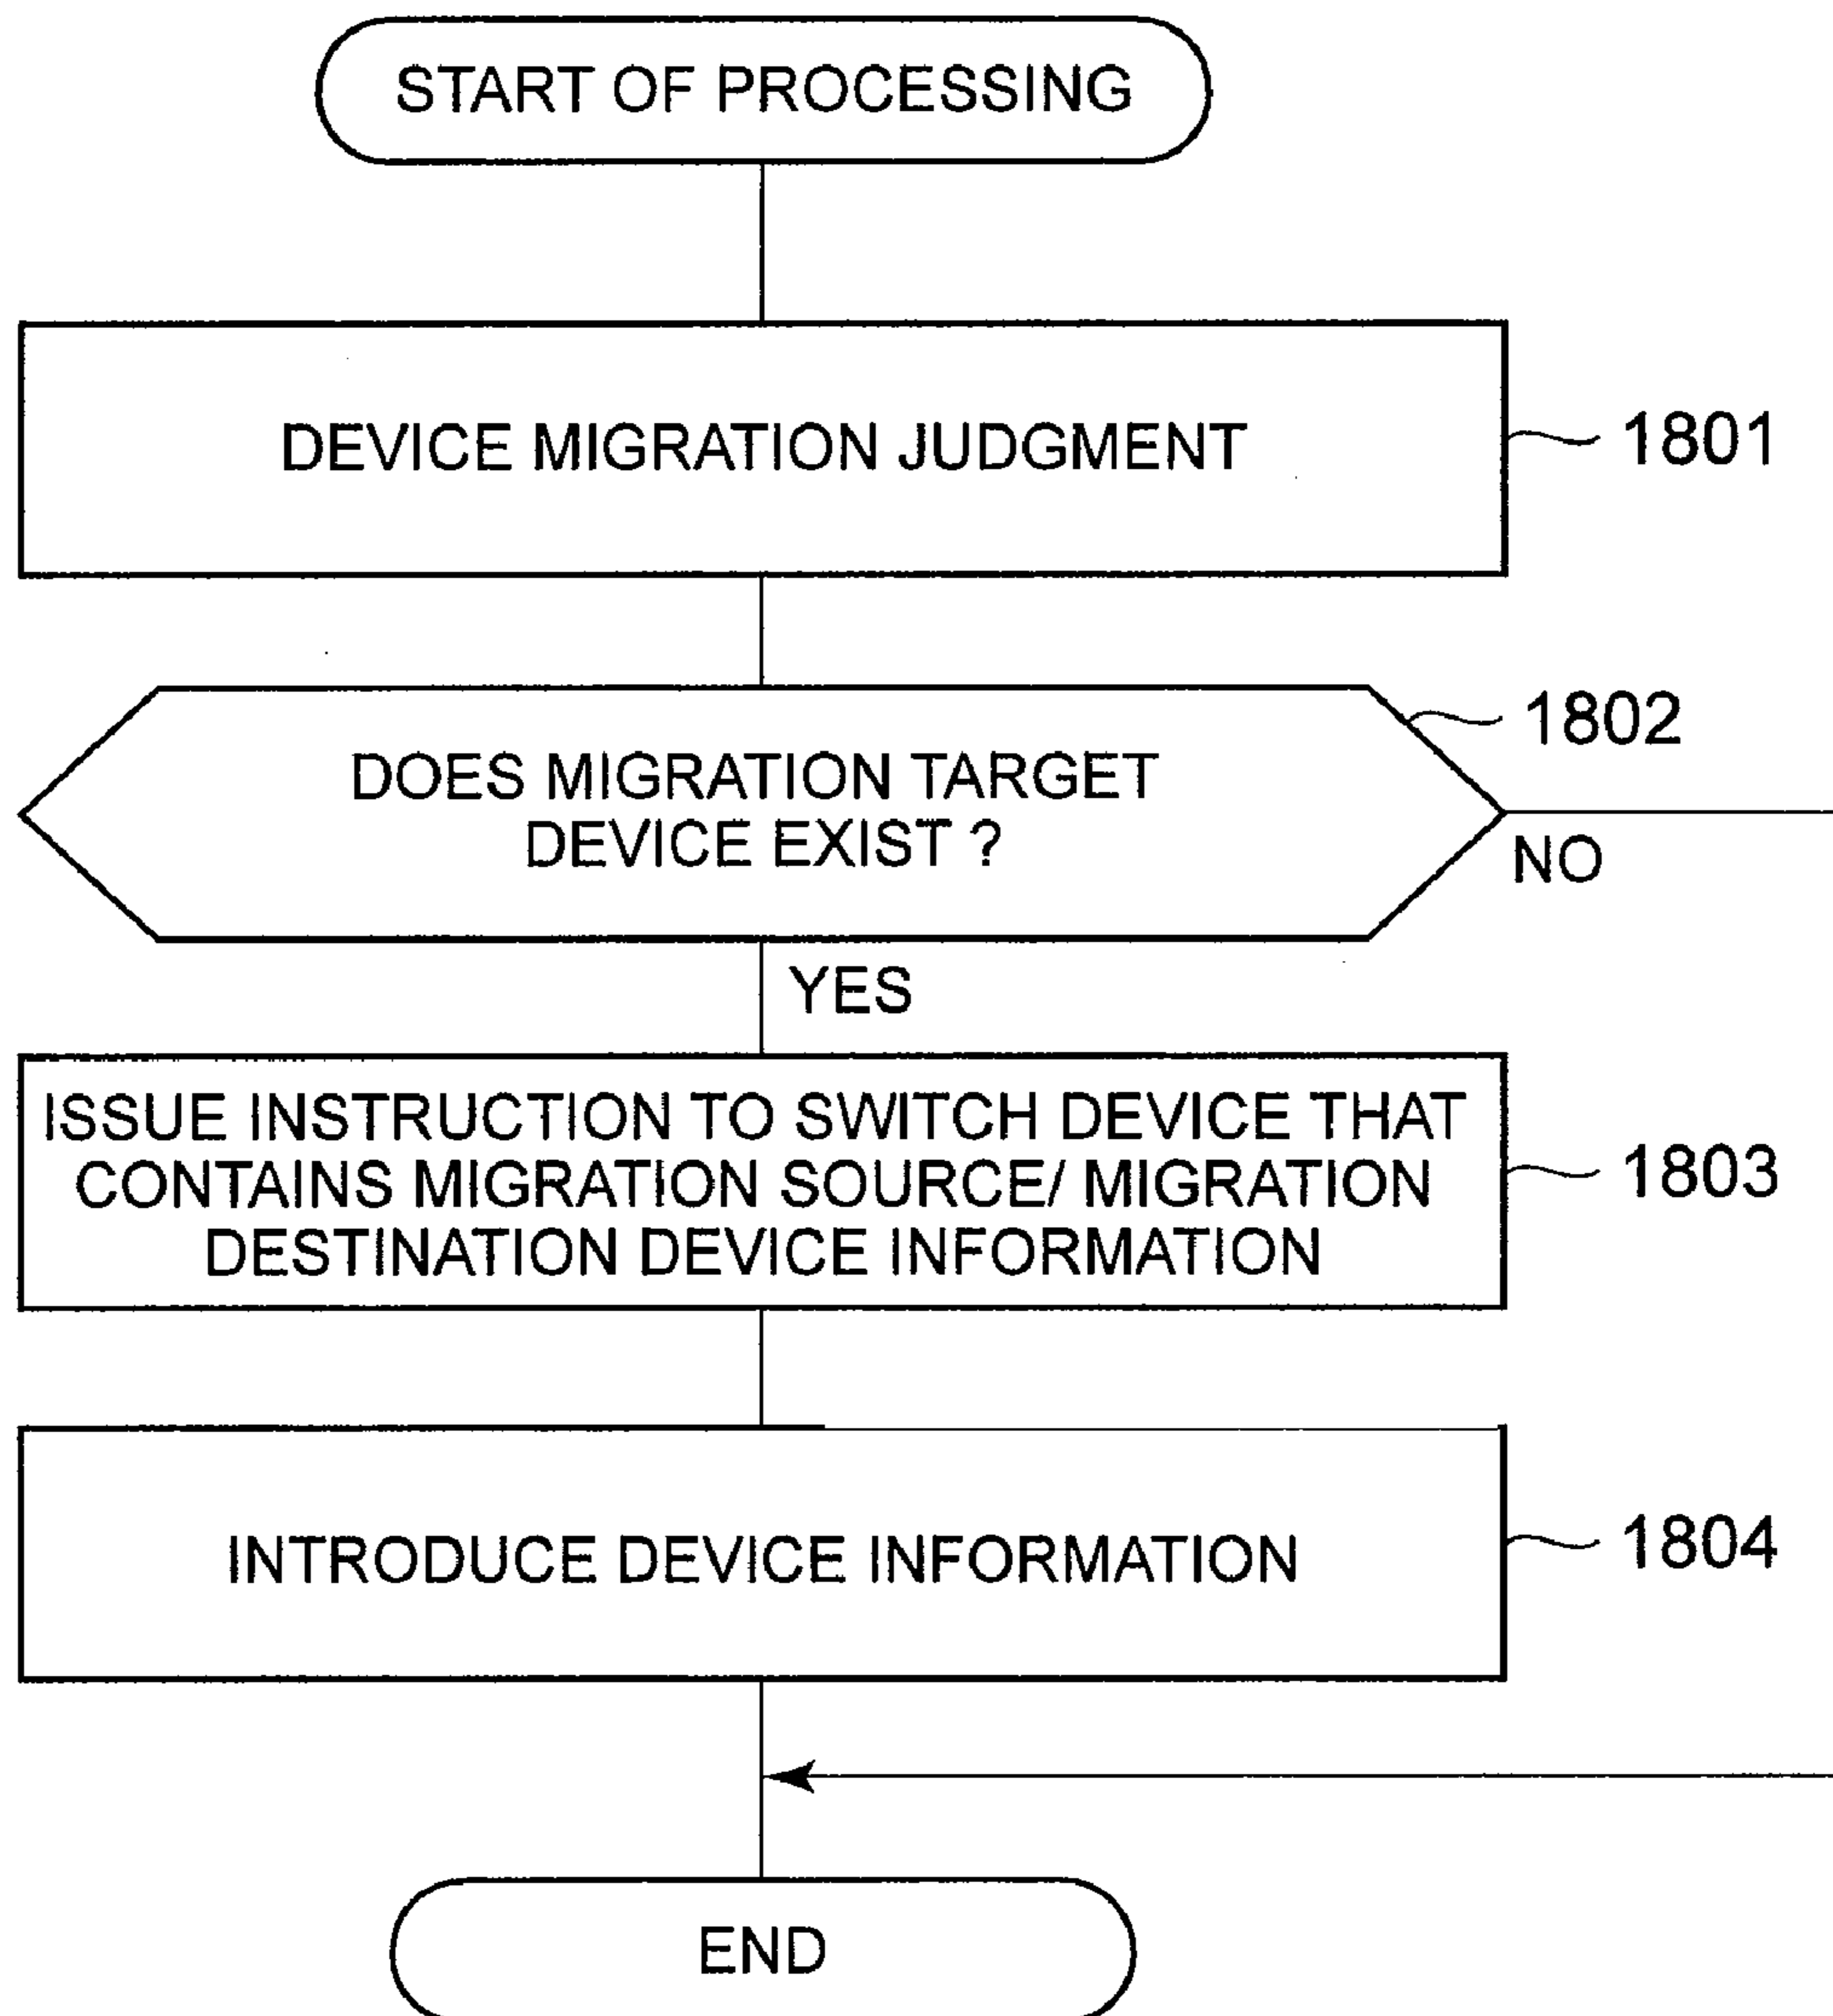 START OF PROCESSING
DEVICE MIGRATION JUDGMENT
1801
1802
DOES MIGRATION TARGET
DEVICE EXIST ?
NO
YES
ISSUE INSTRUCTION TO SWITCH DEVICE THAT
CONTAINS MIGRATION SOURCE/ MIGRATION
DESTINATION DEVICE INFORMATION
1803
INTRODUCE DEVICE INFORMATION
1804
END